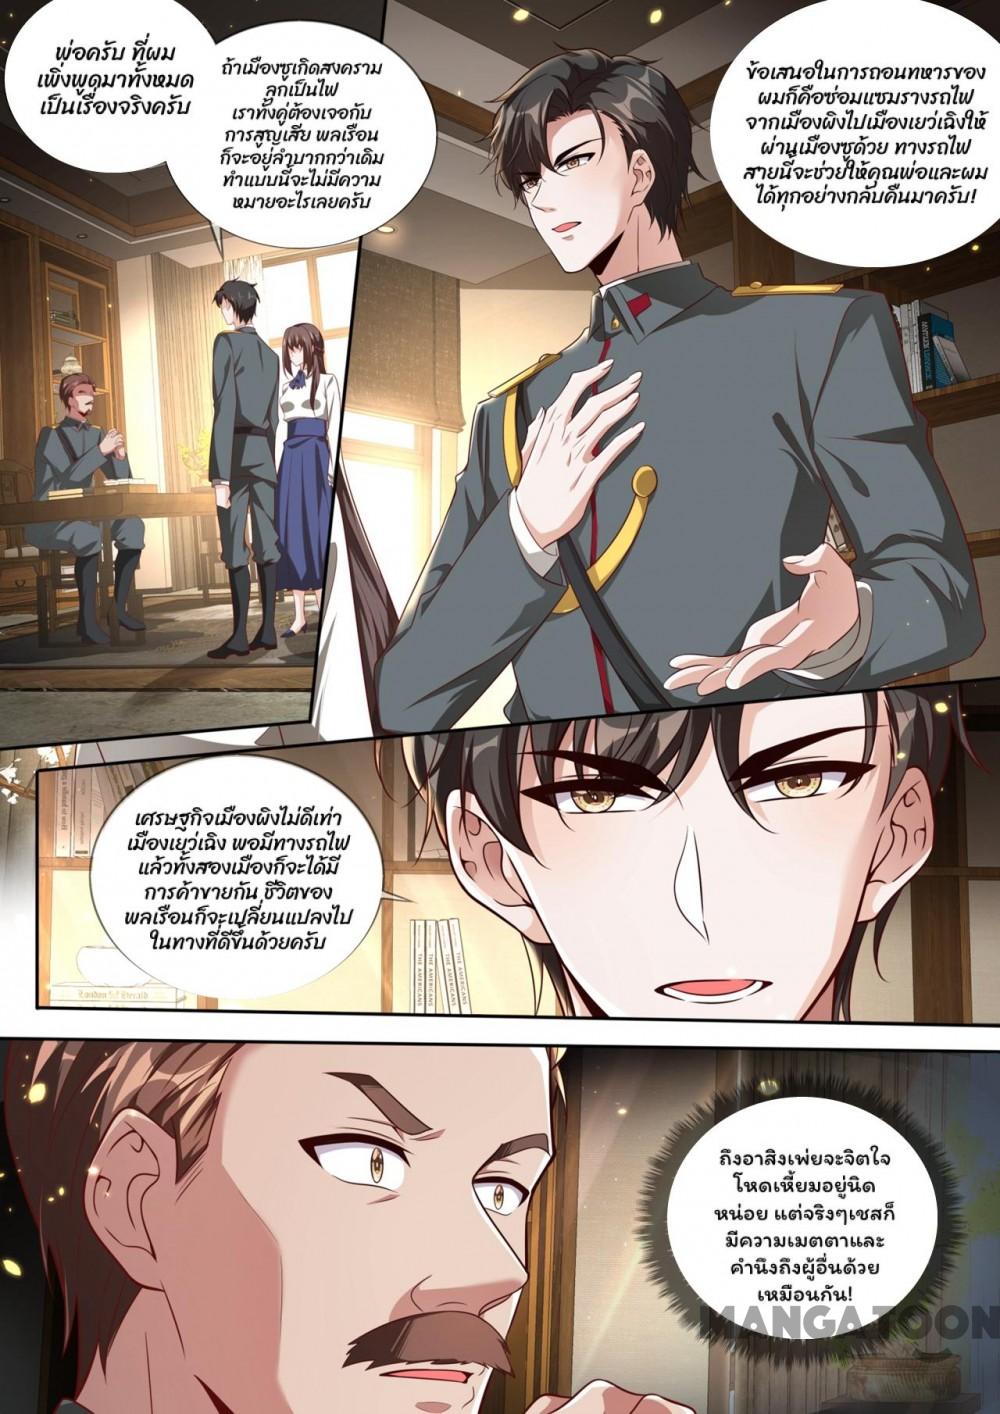 พ่อครับ ที่ผม
เพิ่งพูดมาทั้งหมด
เป็นเรื่องจริงครับ
ถ้าเมืองซูเกิดสงคราม
ลุกเป็นไฟ
เราทั้งคู่ต้องเจอกับ
การสูญเสีย พลเรือน
ก็จะอยู่ลำบากกว่าเดิม
ทำแบบนี้จะไม่มีความ
หมายอะไรเลยครับ
ข้อเสนอในการถอนทหารของ
ผมก็คือซ่อมแซมรางรถไฟ
จากเมืองผิงไปเมืองเยว่เฉิงให้
ผ่านเมืองซูด้วย ทางรถไฟ
สายนี้จะช่วยให้คุณพ่อและผม
ได้ทุกอย่างกลับคืนมาครับ!
เศรษฐกิจเมืองผิงไม่ดีเท่า
เมืองเยว่เฉิง พอมีทางรถไฟ
แล้วทั้งสองเมืองก็จะได้มี
การค้าขายกัน ชีวิตของ
พลเรือนก็จะเปลี่ยนแปลงไป
ในทางที่ดีขึ้นด้วยครับ
THE AMERICANS
THE AMERICANS
THE AMERICANS
London Herald
ถึงอาสิงเพ่ยจะจิตใจ
โหดเหี้ยมอยู่นิด
หน่อย แต่จริงๆเซสก็
มีความเมตตาและ
คำนึงถึงผู้อื่นด้วย
เหมือนกัน!
MANGATOON